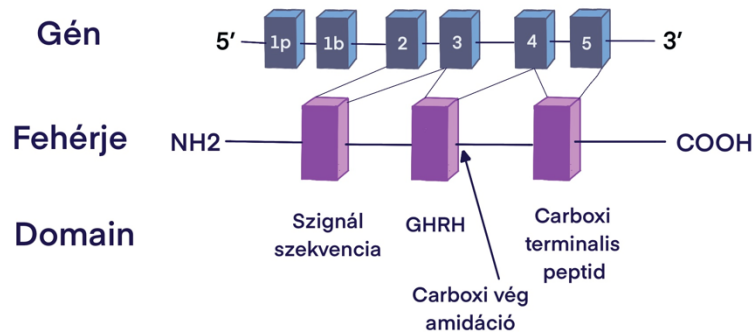 Gén
5’ 1p 1b 2 3 4 5 3’
Fehérje
NH2 COOH
Domain
Szignál
szekvencia
GHRH
Carboxi
terminalis
peptid
Carboxi vég
amidáció